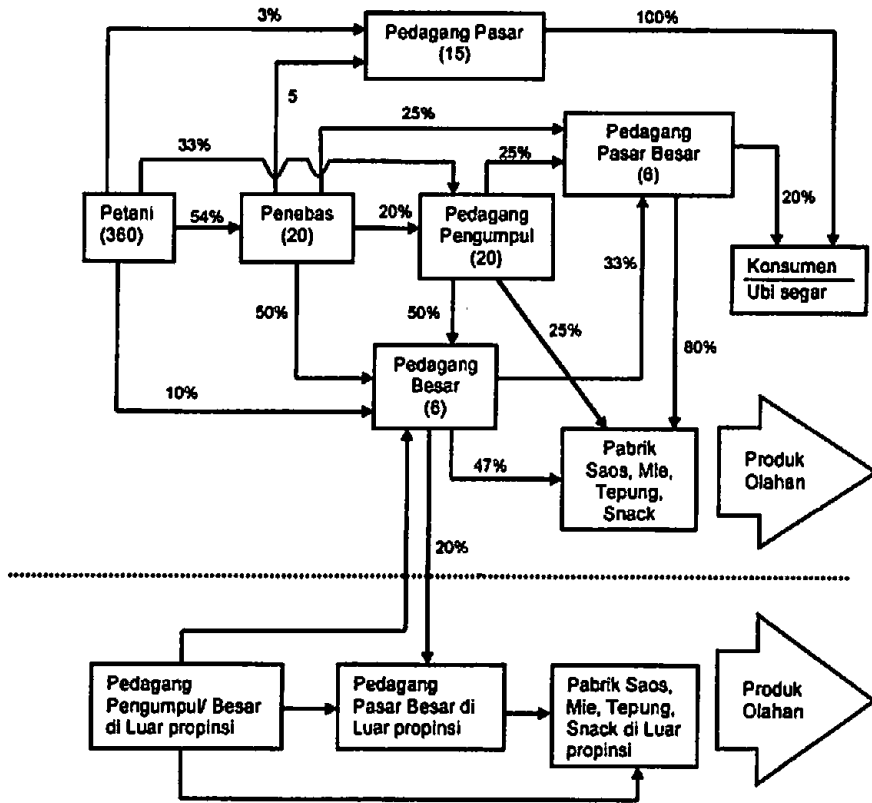 3%
Pedagang Pasar
(15)
100%
5
25%
Pedagang
Pasar Besar
(6)
33%
25%
Petani
(360)
54%
Penebas
(20)
20%
Pedagang
Pengumpul
(20)
20%
33%
Konsumen
Ubi segar
50%
50%
25%
80%
Pedagang
Besar
(6)
10%
47%
Pabrik
Saos, Mie,
Tepung,
Snack
Produk
Olahan
20%
Pedagang
Pengumpul/ Besar
di Luar propinsi
Pedagang
Pasar Besar di
Luar propinsi
Pabrik Saos,
Mie, Tepung,
Snack di Luar
propinsi
Produk
Olahan